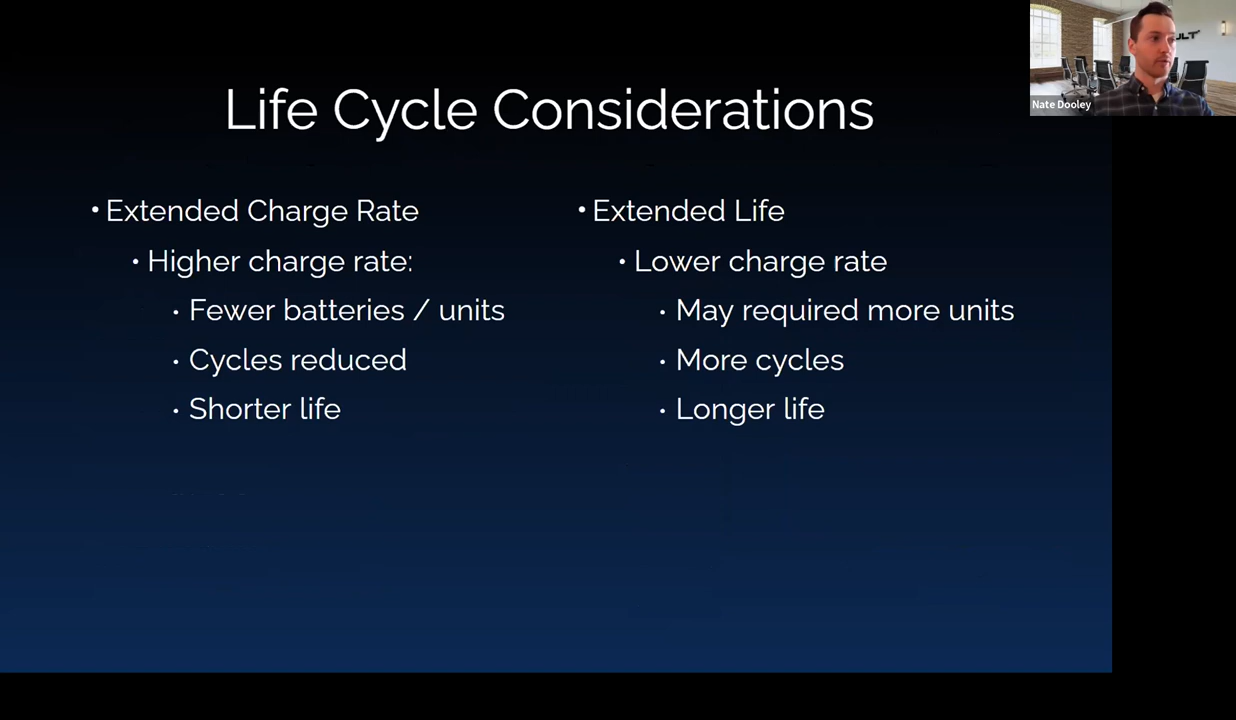 Life Cycle Considerations
• Extended Charge Rate
• Higher charge rate:
• Fewer batteries / units
• Cycles reduced
• Shorter life
• Extended Life
• Lower charge rate
• May required more units
• More cycles
• Longer life
Nate Dooley